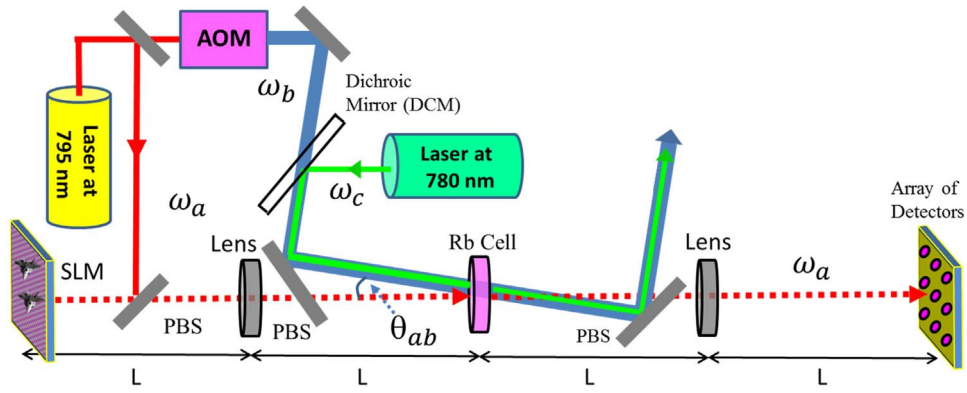 AOM
Laser at
795 nm
ω_b
Dichroic
Mirror (DCM)
Laser at
780 nm
ω_c
ω_a
Array of
Detectors
SLM
Lens
Rb Cell
Lens
ω_a
PBS
PBS
θ_ab
PBS
L
L
L
L